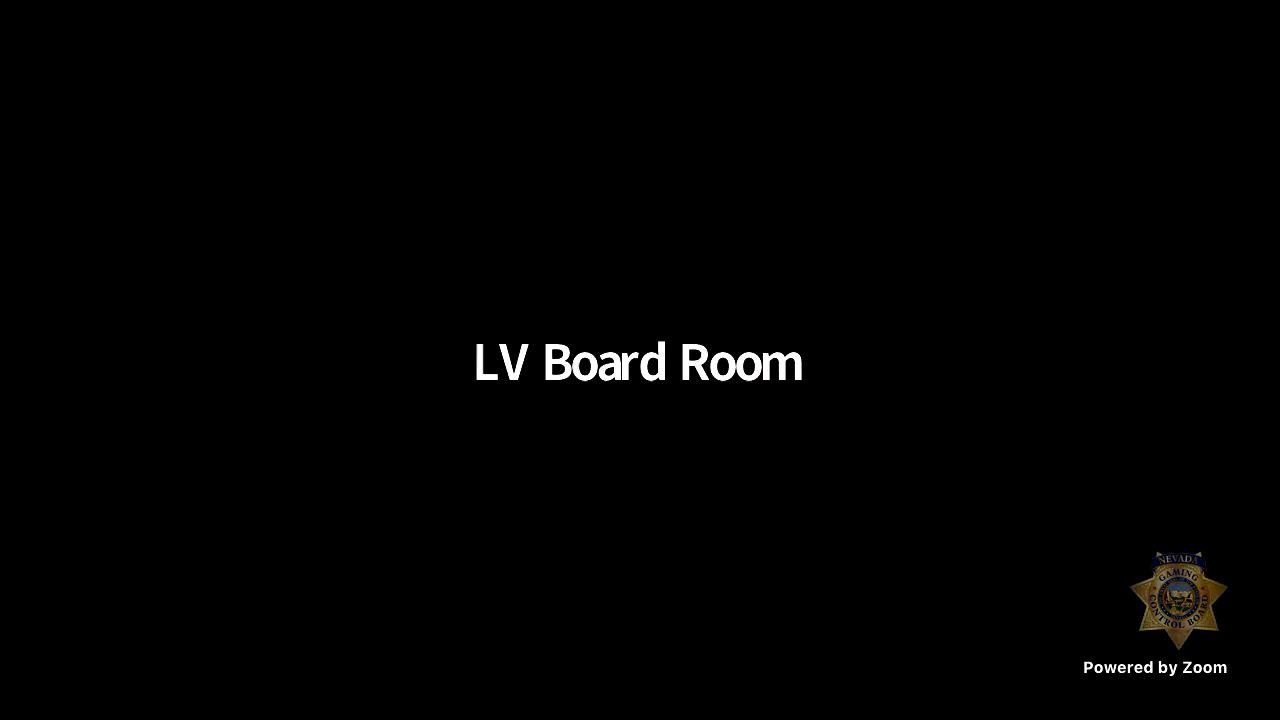 LV Board Room
NEVADA
GAMING
CONTROL BOARD
Powered by Zoom